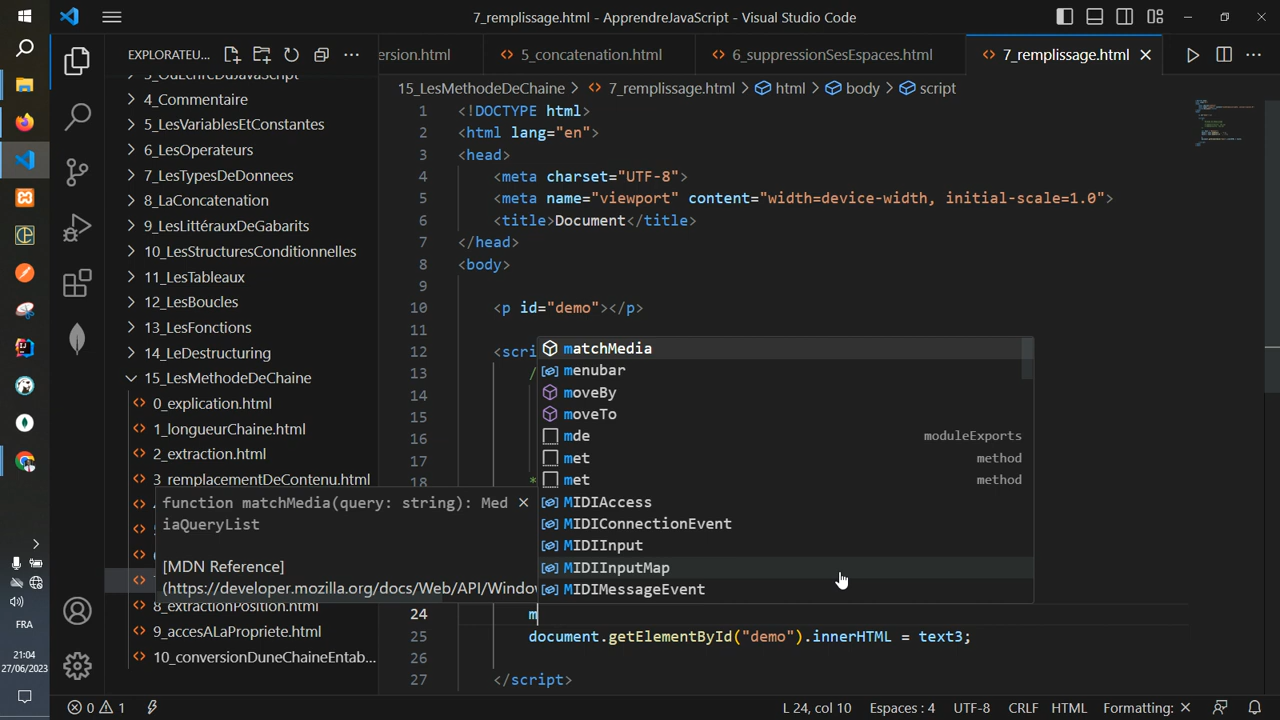 7_remplissage.html - ApprendreJavaScript - Visual Studio Code
EXPLORATEU...
ersion.html
5_concatenation.html
6_suppressionSesEspaces.html
7_remplissage.html
15_LesMethodeDeChaine > 7_remplissage.html > html > body > script
4_Commentaire
5_LesVariablesEtConstantes
6_LesOperateurs
7_LesTypesDeDonnees
8_LaConcatenation
9_LesLittérauxDeGabarits
10_LesStructuresConditionnelles
11_LesTableaux
12_LesBoucles
13_LesFonctions
14_LeDestructuring
15_LesMethodeDeChaine
0_explication.html
1_longueurChaine.html
2_extraction.html
3_remplacementDeContenu.html
8_extractionPosition.html
9_accesALaPropriete.html
10_conversionDuneChaineEntab...
1 <!DOCTYPE html>
2 <html lang="en">
3 <head>
4 <meta charset="UTF-8">
5 <meta name="viewport" content="width=device-width, initial-scale=1.0">
6 <title>Document</title>
7 </head>
8 <body>
9
10 <p id="demo"></p>
11
12 <scri
13 /
14
15
16
17
18 *
24 m
25 document.getElementById("demo").innerHTML = text3;
26
27 </script>
matchMedia
menubar
moveBy
moveTo
mde moduleExports
met method
met method
MIDIAccess
MIDIConnectionEvent
MIDIInput
MIDIInputMap
MIDIMessageEvent
function matchMedia(query: string): Med
iaQueryList
[MDN Reference]
(https://developer.mozilla.org/docs/Web/API/Window
FRA
21:04
27/06/2023
0 1
L 24, col 10
Espaces : 4
UTF-8
CRLF
HTML
Formatting: ×